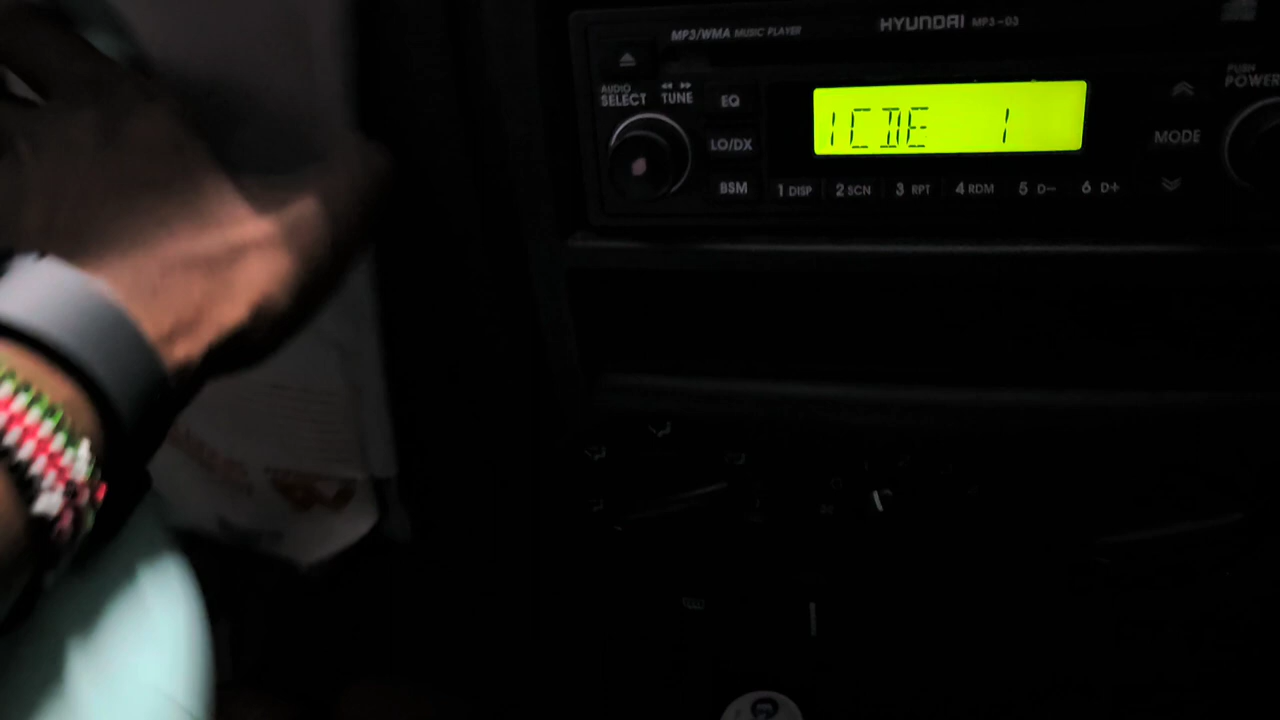 HYUNDAI MP3-03
MP3/WMA MUSIC PLAYER
PUSH
POWER
AUDIO
SELECT TUNE EQ
1CDE 1
MODE
LO/DX
BSM 1 DISP 2 SCN 3 RPT 4 RDM 5 D- 6 D+